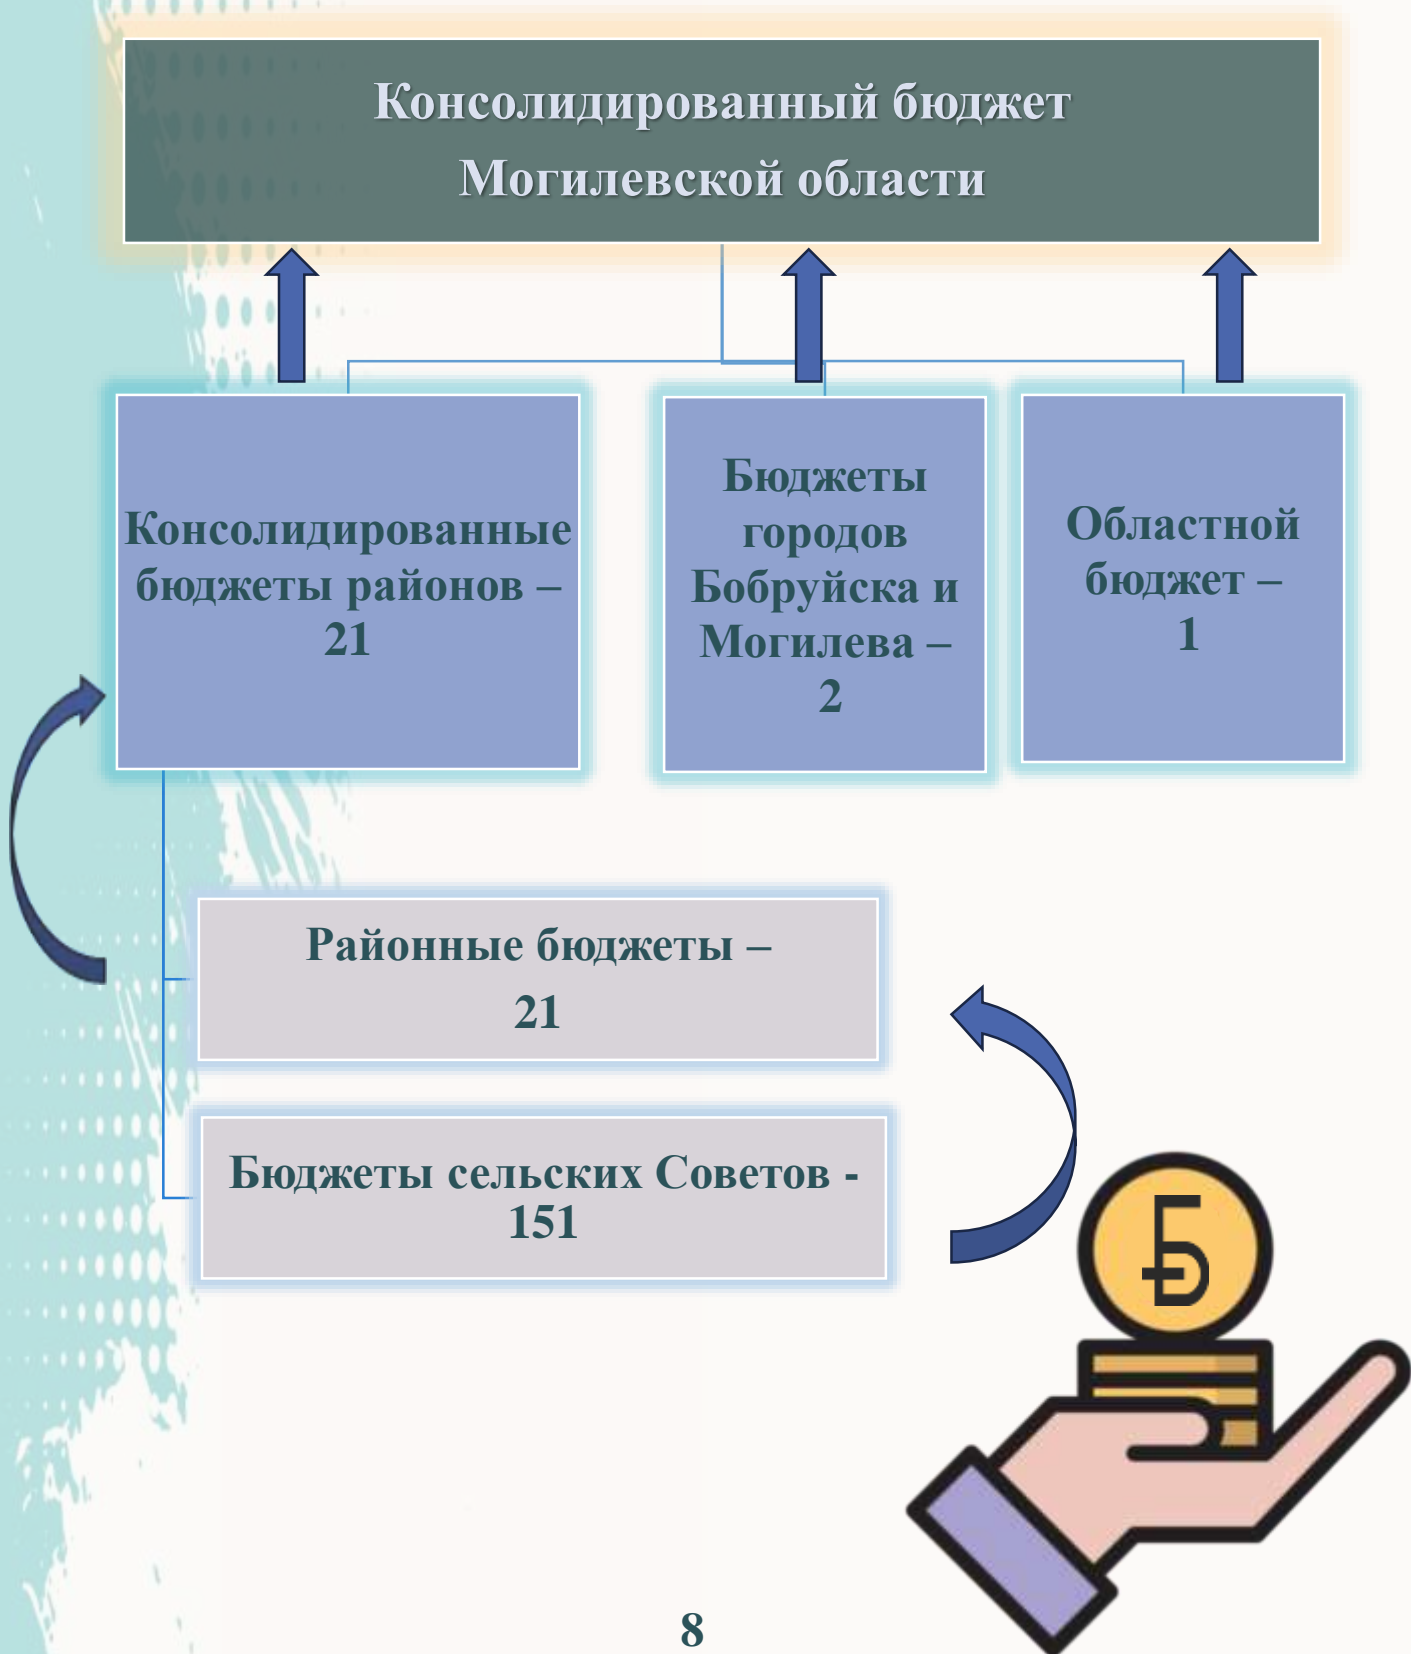 Консолидированный бюджет
Могилевской области
Консолидированные
бюджеты районов –
21
Бюджеты
городов
Бобруйска и
Могилева –
2
Областной
бюджет –
1
Районные бюджеты –
21
Бюджеты сельских Советов -
151
8